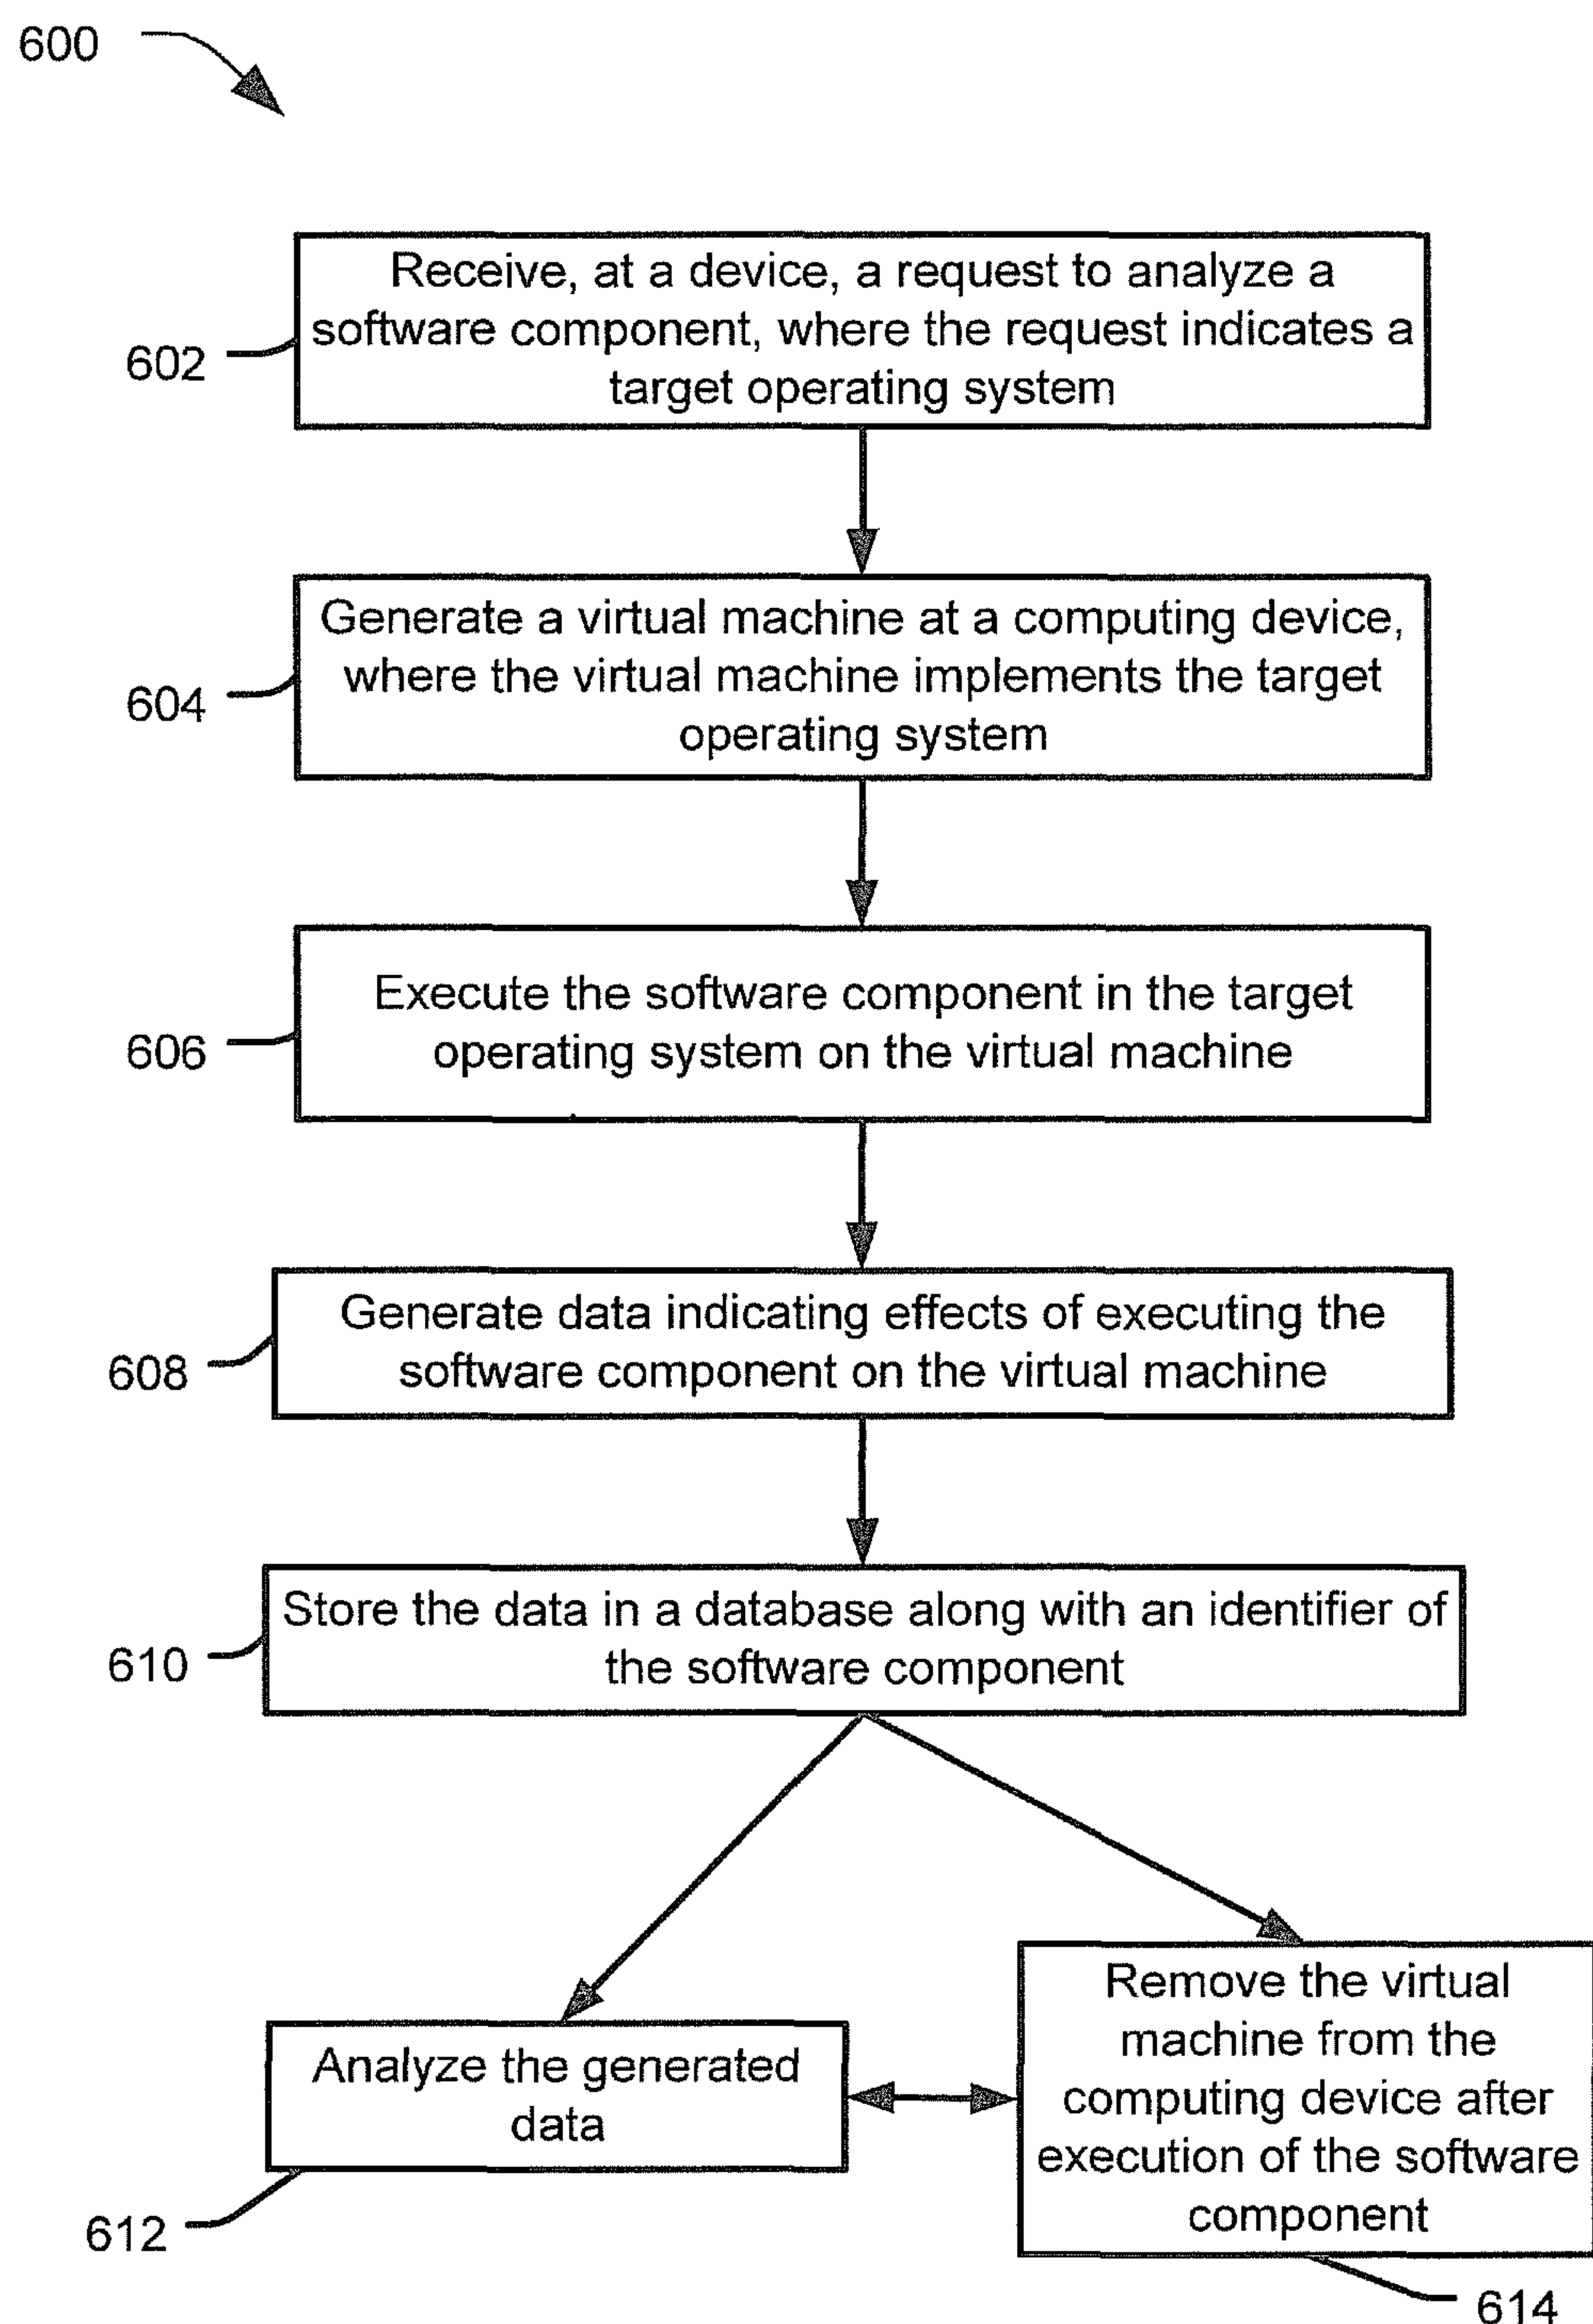 600
Receive, at a device, a request to analyze a
software component, where the request indicates a
target operating system
602
Generate a virtual machine at a computing device,
where the virtual machine implements the target
operating system
604
Execute the software component in the target
operating system on the virtual machine
606
Generate data indicating effects of executing the
software component on the virtual machine
608
Store the data in a database along with an identifier of
the software component
610
Analyze the generated
data
612
Remove the virtual
machine from the
computing device after
execution of the software
component
614